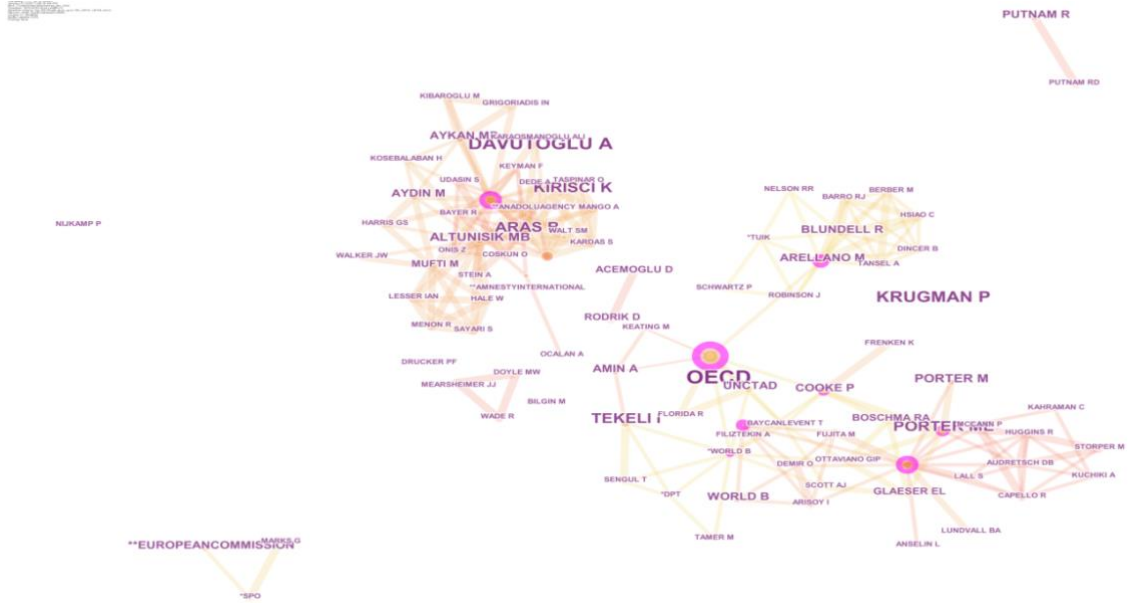 PUTNAM R
PUTNAM RD
KIBAROGLU M
GRIGORIADIS IN
KARAOSMANOGLU ALI
DAVUTOGLU A
KOSEBALABAN H
KEYMAN F
UDASIN S
DEDE A
TASPINAR O
KIRISCI K
AYDIN M
NELSON RR
BERBER M
BARRO RJ
*ANADOLUAGENCY
MANGO A
BAYER R
HSIAO C
NIJKAMP P
HARRIS GS
ARAS B
WALT SM
BLUNDELL R
ALTUNISIK MB
*TUIK
KARDAS S
ONIS Z
DINCER B
WALKER JW
COSKUN O
ARELLANO M
TANSEL A
MUFTI M
STEIN A
ACEMOGLU D
**AMNESTYINTERNATIONAL
SCHWARTZ P
LESSER IAN
HALE W
ROBINSON J
KRUGMAN P
RODRIK D
MENON R
SAYARI S
KEATING M
FRENKEN K
OCALAN A
DRUCKER PF
DOYLE MW
AMIN A
OECD
PORTER M
MEARSHEIMER JJ
UNCTAD
COOKE P
BILGIN M
KAHRAMAN C
WADE R
TEKELI I
FLORIDA R
BOSCHMA RA
BAYCANLEVENT T
MCCANN P
FILIZTEKIN A
FUJITA M
HUGGINS R
STORPER M
*WORLD B
DEMIR O
OTTAVIANO GIP
AUDRETSCH DB
SENGUL T
LALL S
KUCHIKI A
SCOTT AJ
GLAESER EL
*DPT
WORLD B
ARISOY I
CAPELLO R
LUNDVALL BA
TAMER M
ANSELIN L
**EUROPEANCOMMISSION
MARKS G
*SPO